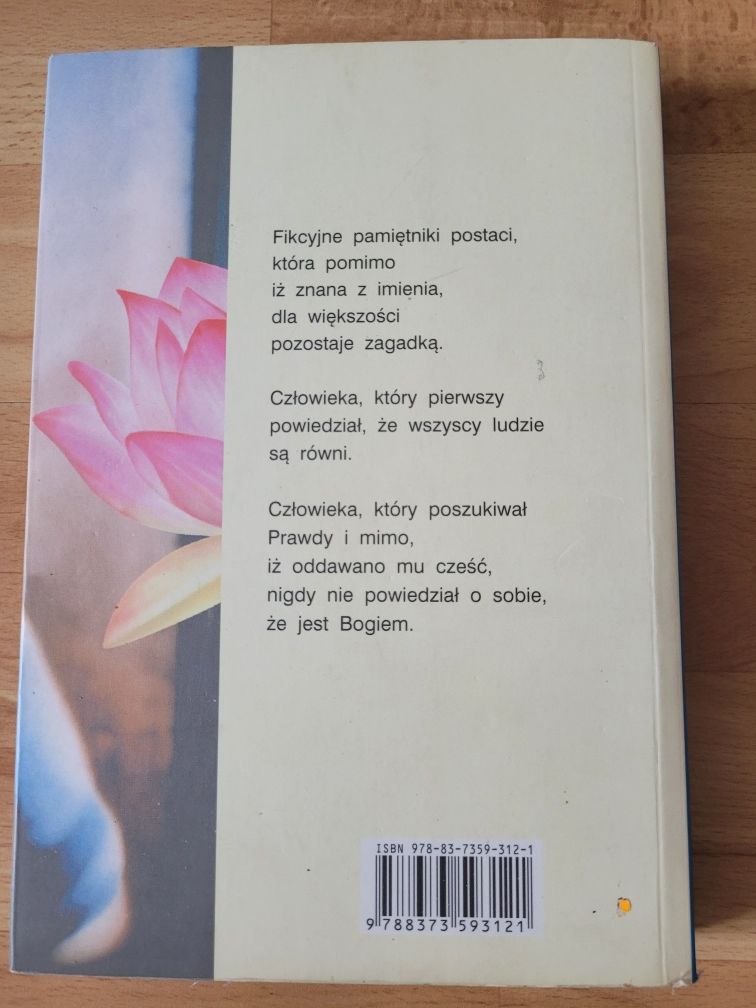 Fikcyjne pamiętniki postaci,
która pomimo
iż znana z imienia,
dla większości
pozostaje zagadką.
Człowieka, który pierwszy
powiedział, że wszyscy ludzie
są równi.
Człowieka, który poszukiwał
Prawdy i mimo,
iż oddawano mu cześć,
nigdy nie powiedział o sobie,
że jest Bogiem.
ISBN 978-83-7359-312-1
9 788373 593121